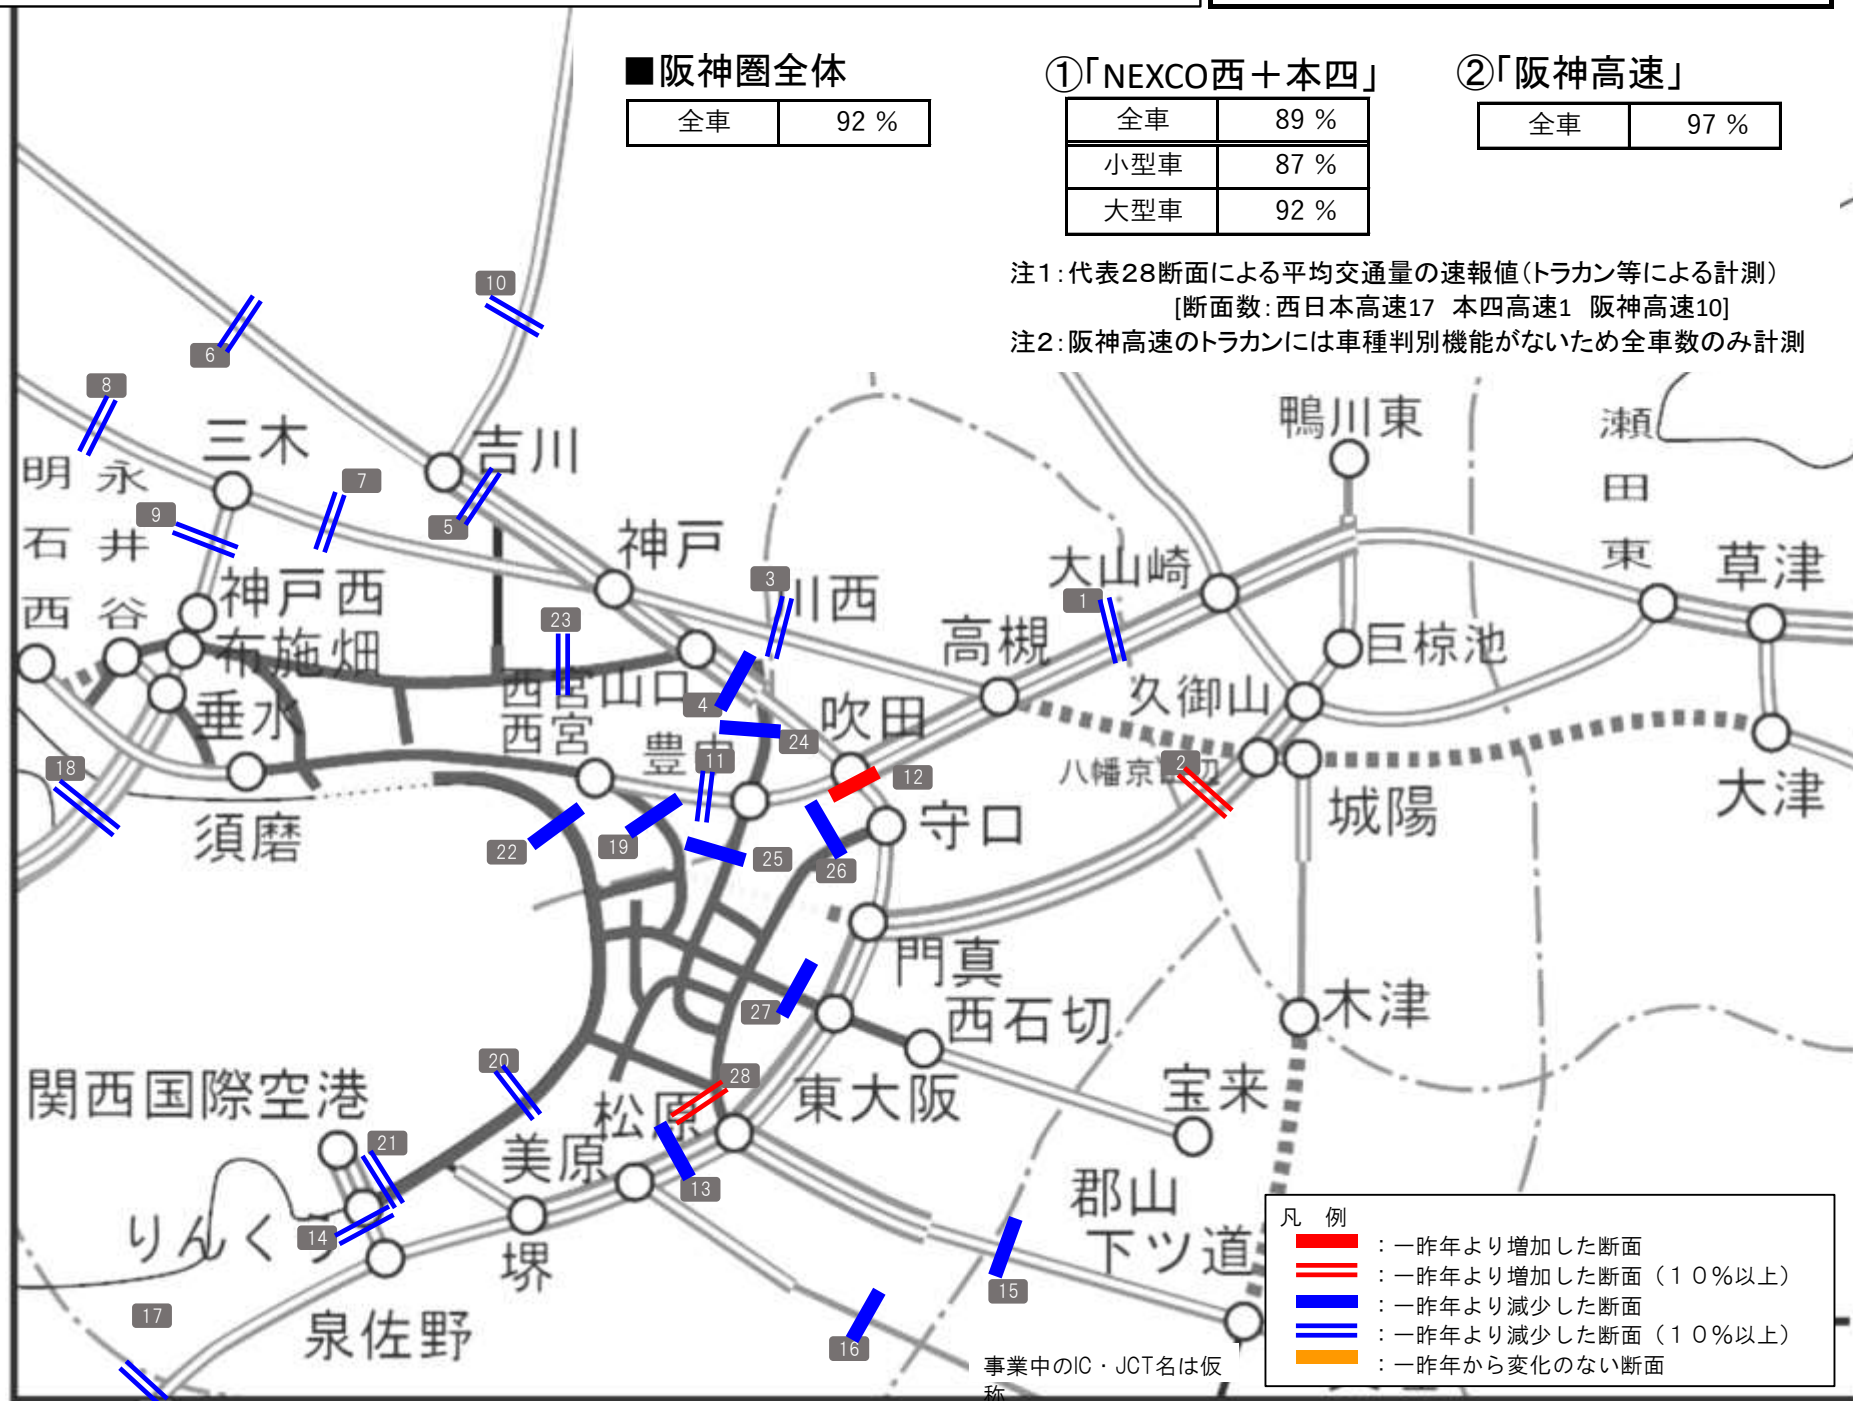 ■阪神圏全体
全車 92 %
①「NEXCO西＋本四」
全車 89 %
小型車 87 %
大型車 92 %
②「阪神高速」
全車 97 %
注１：代表２８断面による平均交通量の速報値（トラカン等による計測）
[断面数：西日本高速17 本四高速1 阪神高速10]
注２：阪神高速のトラカンには車種判別機能がないため全車数のみ計測
10
6
8
三木
吉川
鴨川東
瀬田東
明石西
永井谷
7
9
5
神戸
3
川西
大山崎
1
草津
神戸西
布施畑
23
高槻
巨椋池
西宮山口
4
久御山
垂水
西宮
24
吹田
豊中
11
12
八幡京田辺
2
18
大津
城陽
須磨
22
19
25
26
守口
門真
27
西石切
木津
20
28
関西国際空港
松原
東大阪
宝来
21
美原
13
郡山下ツ道
りんくう
14
堺
15
17
泉佐野
16
事業中のIC・JCT名は仮
称
凡 例
：一昨年より増加した断面
：一昨年より増加した断面（１０％以上）
：一昨年より減少した断面
：一昨年より減少した断面（１０％以上）
：一昨年から変化のない断面